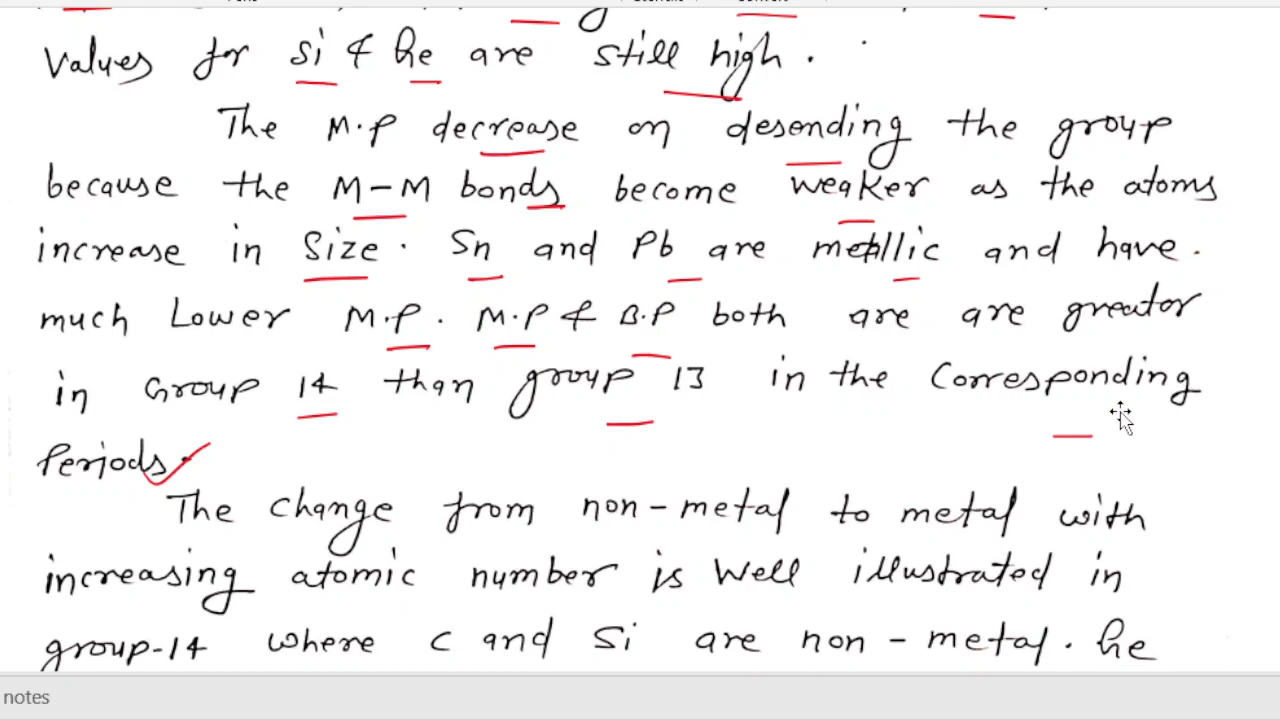 values for Si & he are still high.
The M.P decrease on desending the group
because the M-M bonds become weaker as the atoms
increase in Size. Sn and Pb are metallic and have.
much Lower M.P. M.P & B.P both are are greator
in Group 14 than group 13 in the Corresponding
Periods.
The change from non-metal to metal with
increasing atomic number is Well illustrated in
group-14 where C and Si are non-metal. he
notes